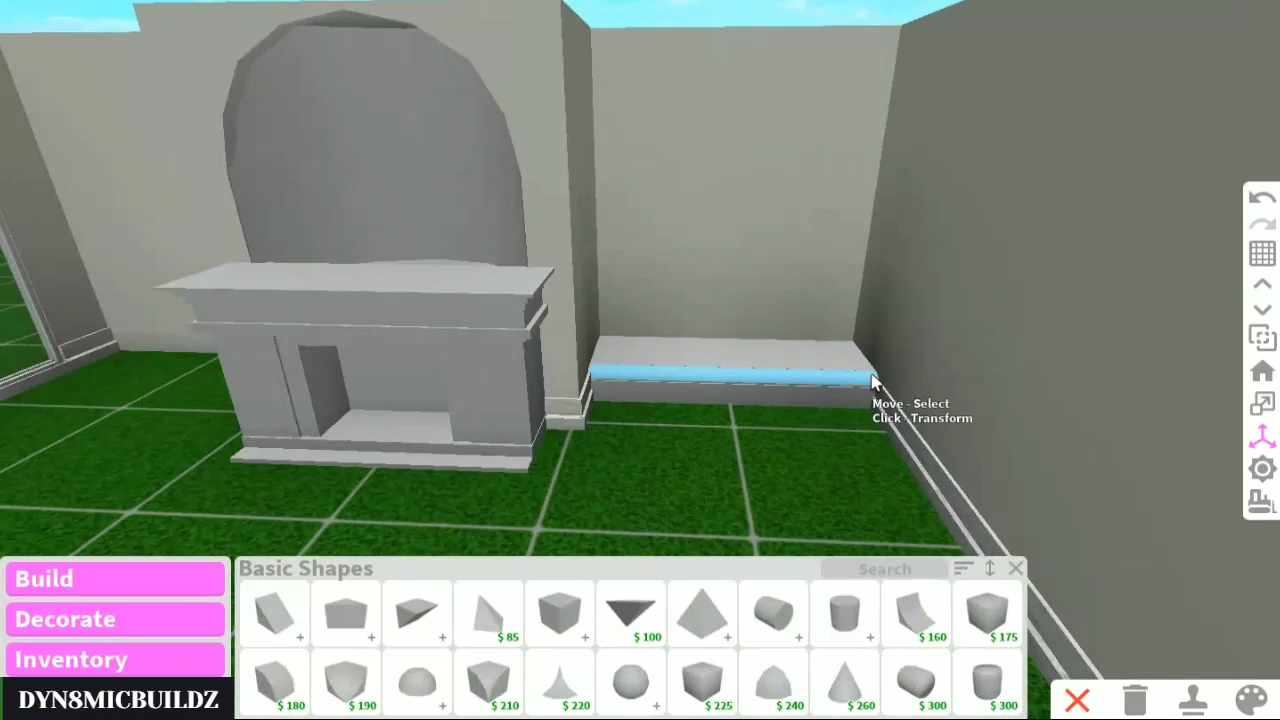 Move - Select
Click - Transform
Build
Decorate
Inventory
DYN8MICBUILDZ
Basic Shapes
Search
+ + + $ 85 + $ 100 + + + $ 160 $ 175
$ 180 $ 190 + $ 210 $ 220 + $ 225 $ 240 $ 260 $ 300 $ 300